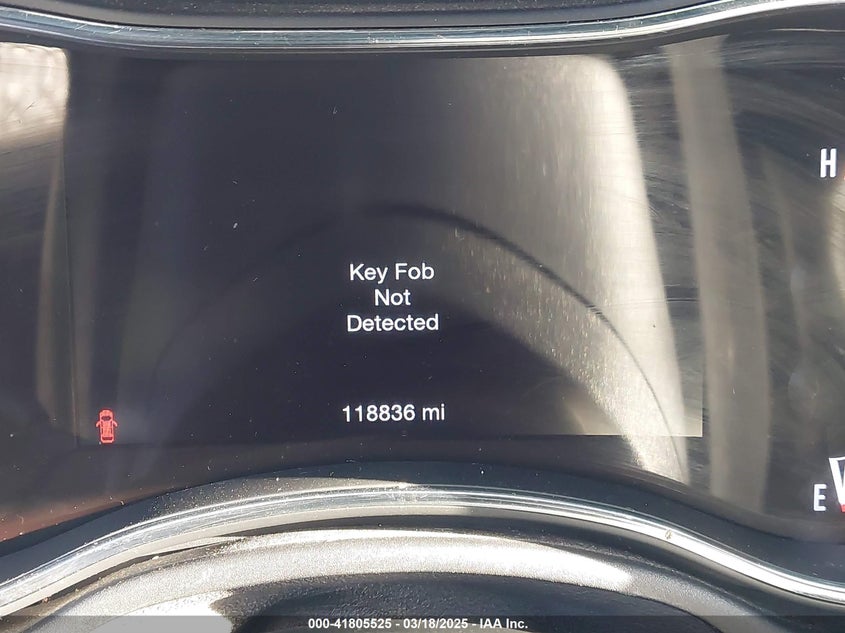 H
Key Fob
Not
Detected
118836 mi
E
000-41805525 - 03/18/2025 - IAA Inc.